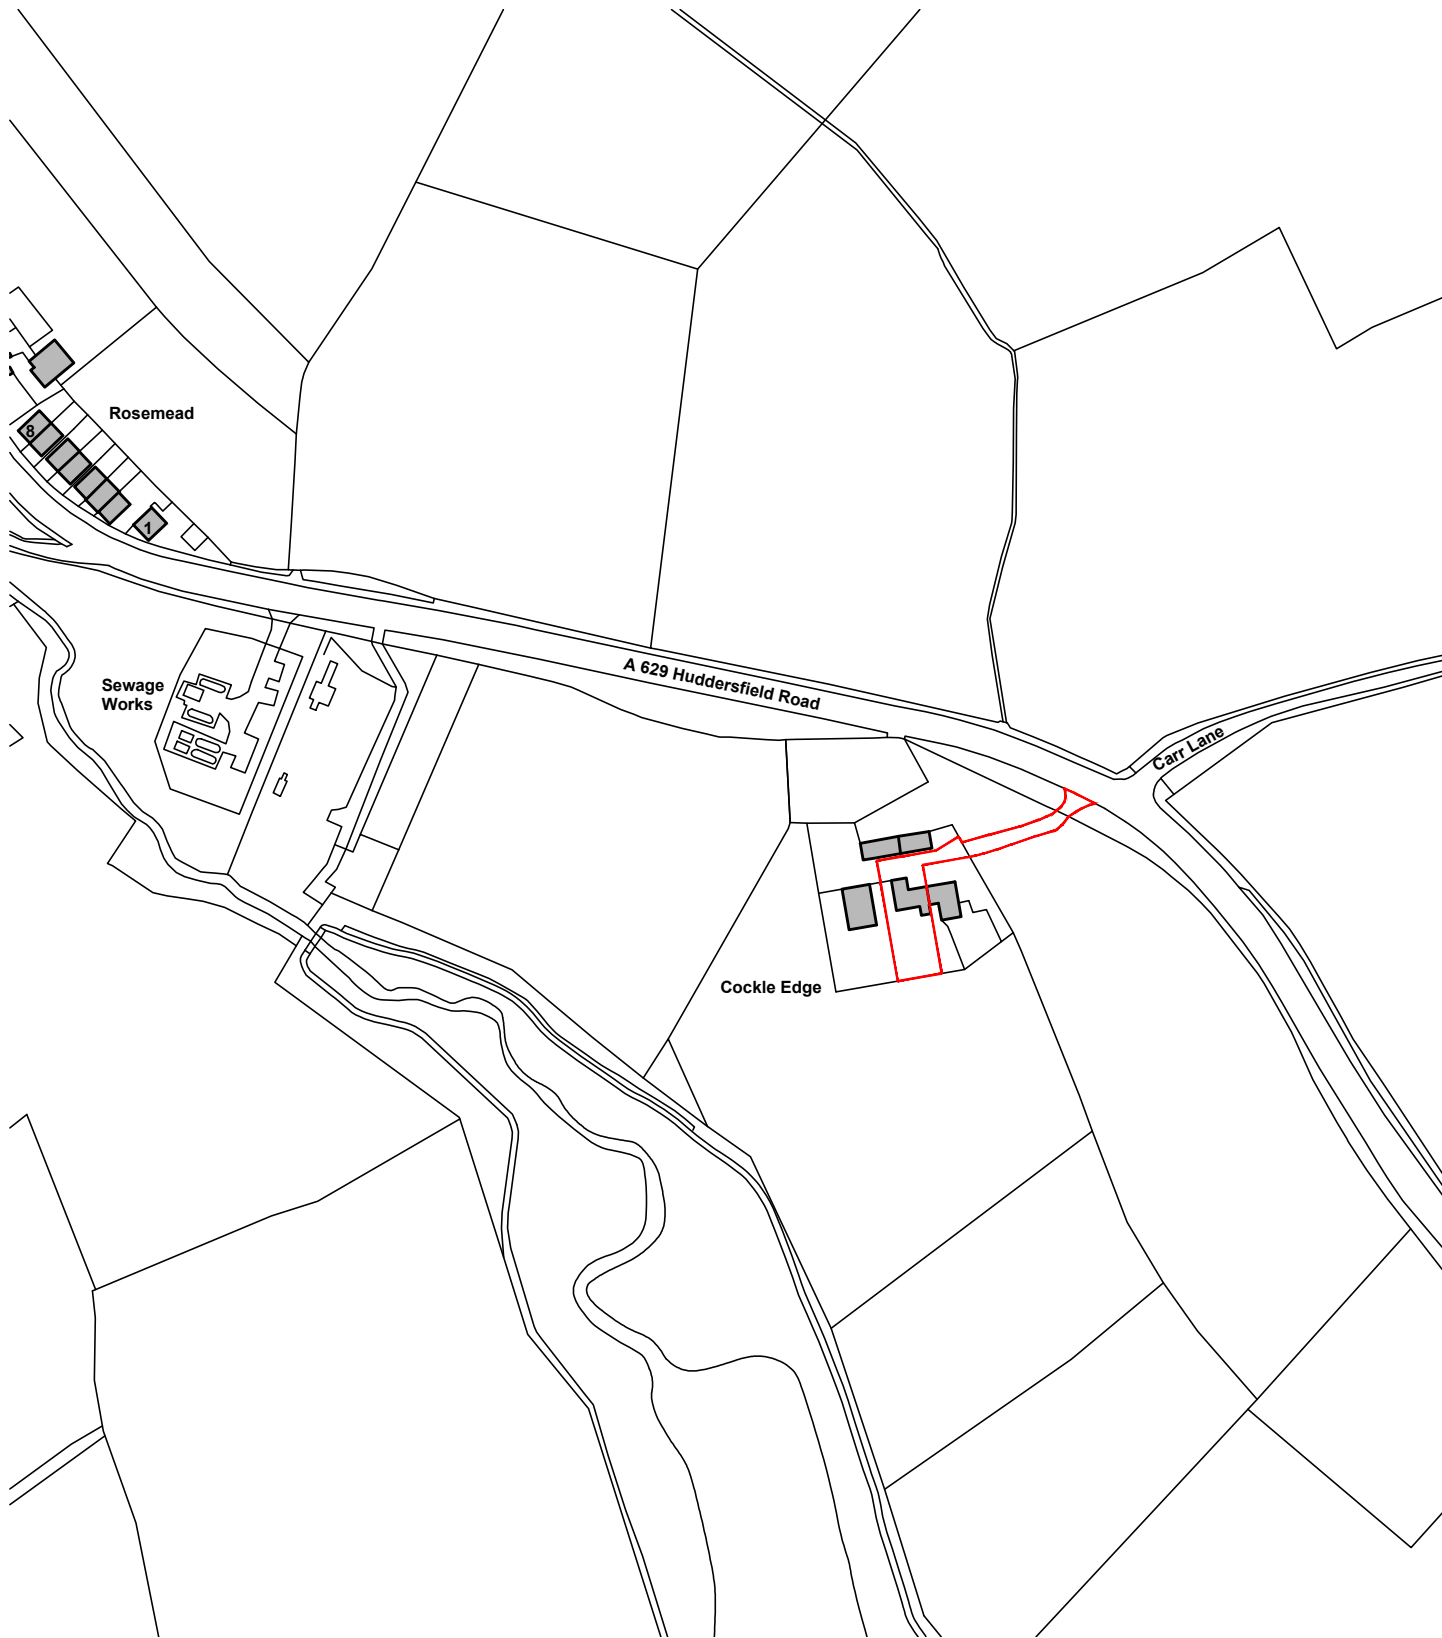 Rosemead
8
1
A 629 Huddersfield Road
Sewage
Works
Carr Lane
Cockle Edge